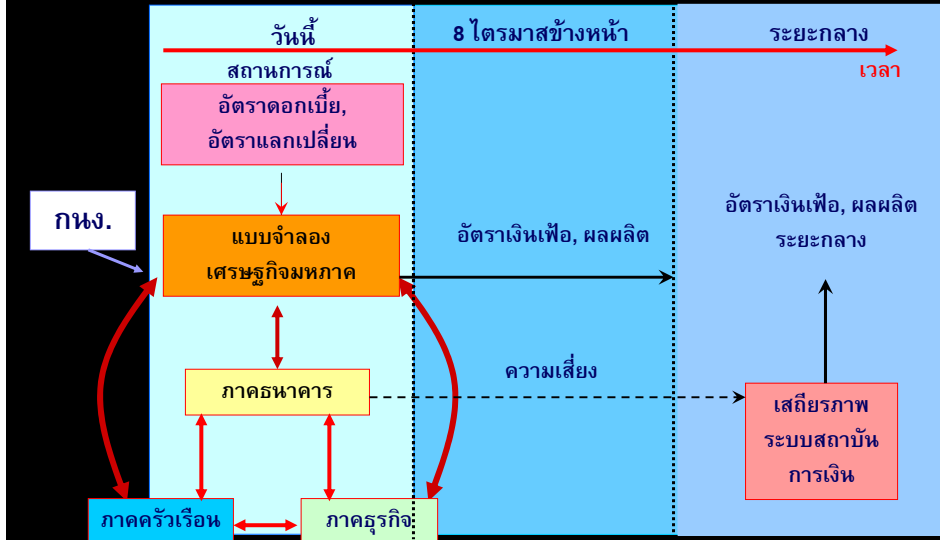 วันนี้
8 ไตรมาสข้างหน้า
ระยะกลาง
เวลา
สถานการณ์
อัตราดอกเบี้ย,
อัตราแลกเปลี่ยน
กนง.
แบบจำลอง
เศรษฐกิจมหภาค
อัตราเงินเฟ้อ, ผลผลิต
อัตราเงินเฟ้อ, ผลผลิต
ระยะกลาง
ภาคธนาคาร
ความเสี่ยง
เสถียรภาพ
ระบบสถาบัน
การเงิน
ภาคครัวเรือน
ภาคธุรกิจ